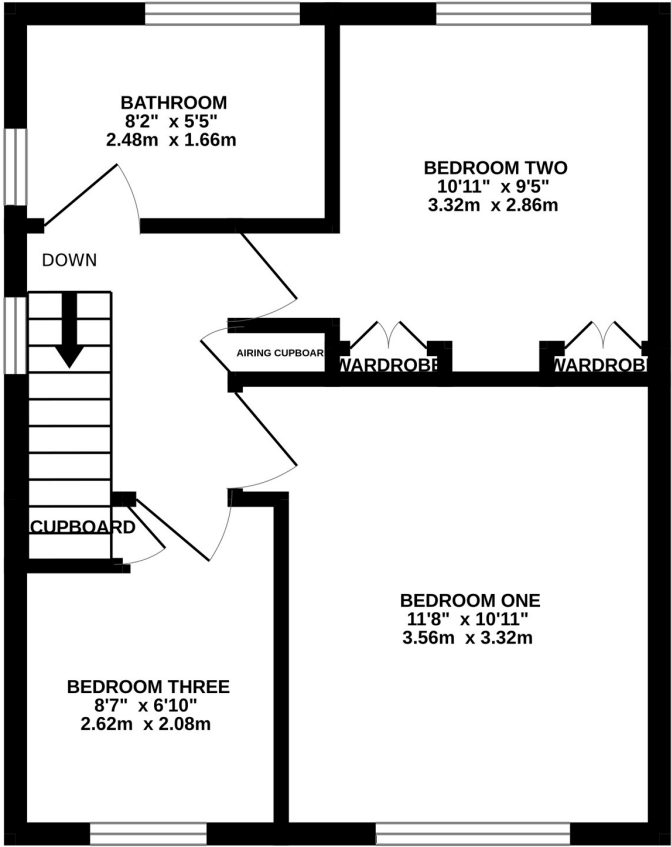 BATHROOM
8'2" x 5'5"
2.48m x 1.66m
BEDROOM TWO
10'11" x 9'5"
3.32m x 2.86m
DOWN
AIRING CUPBOAR
WARDROBE
WARDROBE
CUPBOARD
BEDROOM ONE
11'8" x 10'11"
3.56m x 3.32m
BEDROOM THREE
8'7" x 6'10"
2.62m x 2.08m